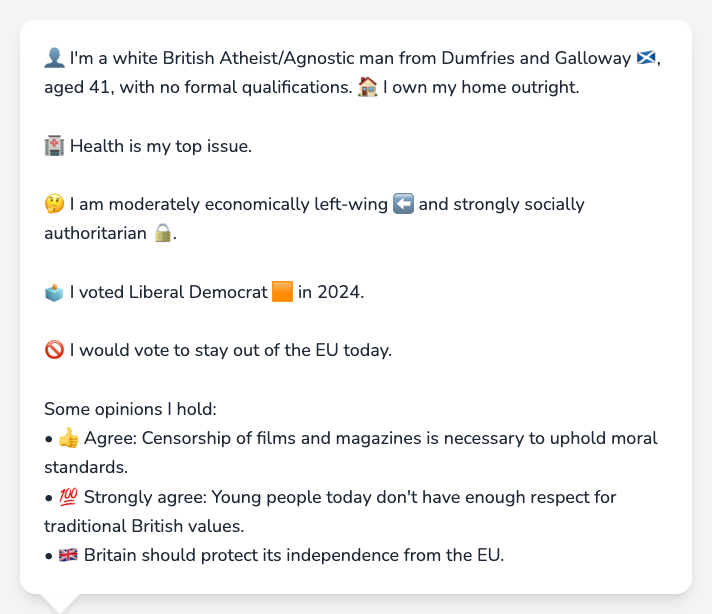 👤 I'm a white British Atheist/Agnostic man from Dumfries and Galloway 🏴󠁧󠁢󠁳󠁣󠁴󠁿,
aged 41, with no formal qualifications. 🏠 I own my home outright.
🏥 Health is my top issue.
🤔 I am moderately economically left-wing ⬅️ and strongly socially
authoritarian 🔒.
🗳️ I voted Liberal Democrat 🟧 in 2024.
🚫 I would vote to stay out of the EU today.
Some opinions I hold:
• 👍 Agree: Censorship of films and magazines is necessary to uphold moral
standards.
• 💯 Strongly agree: Young people today don't have enough respect for
traditional British values.
• 🇬🇧 Britain should protect its independence from the EU.